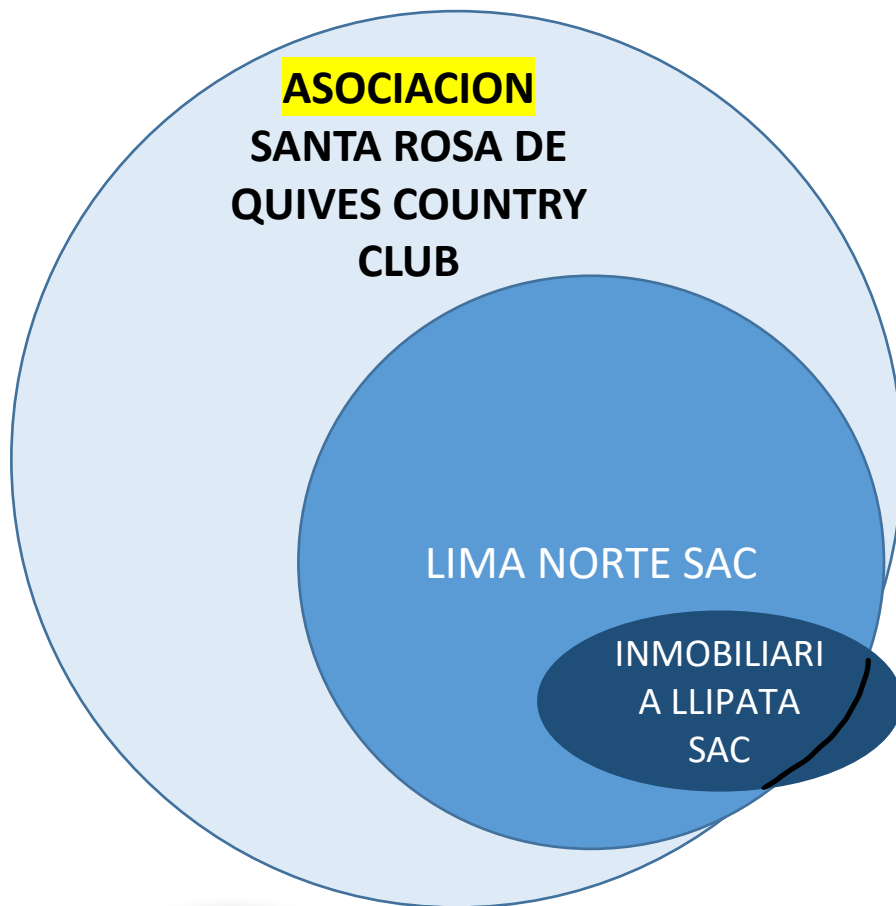 ASOCIACION
SANTA ROSA DE
QUIVES COUNTRY
CLUB
LIMA NORTE SAC
INMOBILIARI
A LLIPATA
SAC